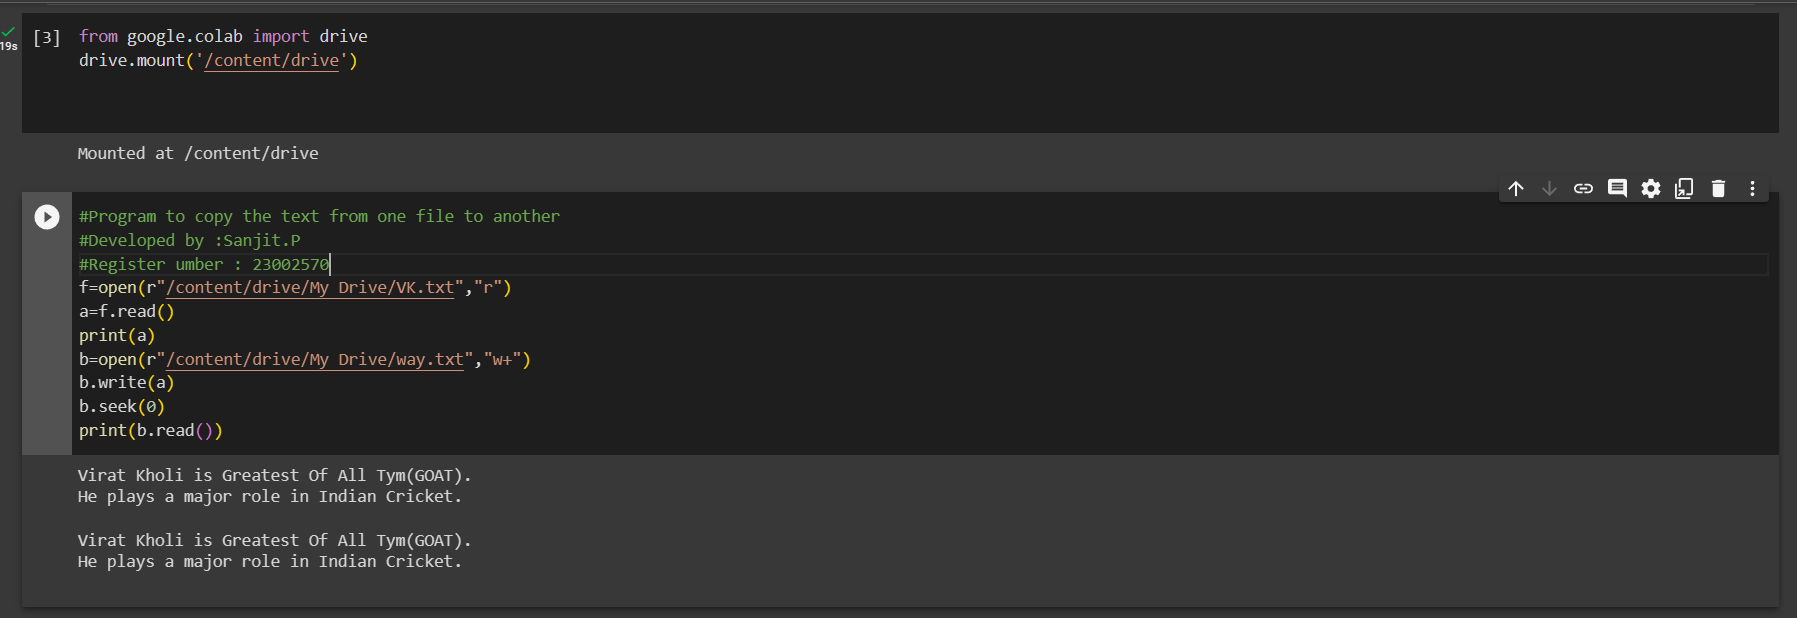 19s
[3]
from google.colab import drive
drive.mount('/content/drive')
Mounted at /content/drive
#Program to copy the text from one file to another
#Developed by :Sanjit.P
#Register umber : 23002570
f=open(r"/content/drive/My Drive/VK.txt","r")
a=f.read()
print(a)
b=open(r"/content/drive/My Drive/way.txt","w+")
b.write(a)
b.seek(0)
print(b.read())
Virat Kholi is Greatest Of All Tym(GOAT).
He plays a major role in Indian Cricket.
Virat Kholi is Greatest Of All Tym(GOAT).
He plays a major role in Indian Cricket.